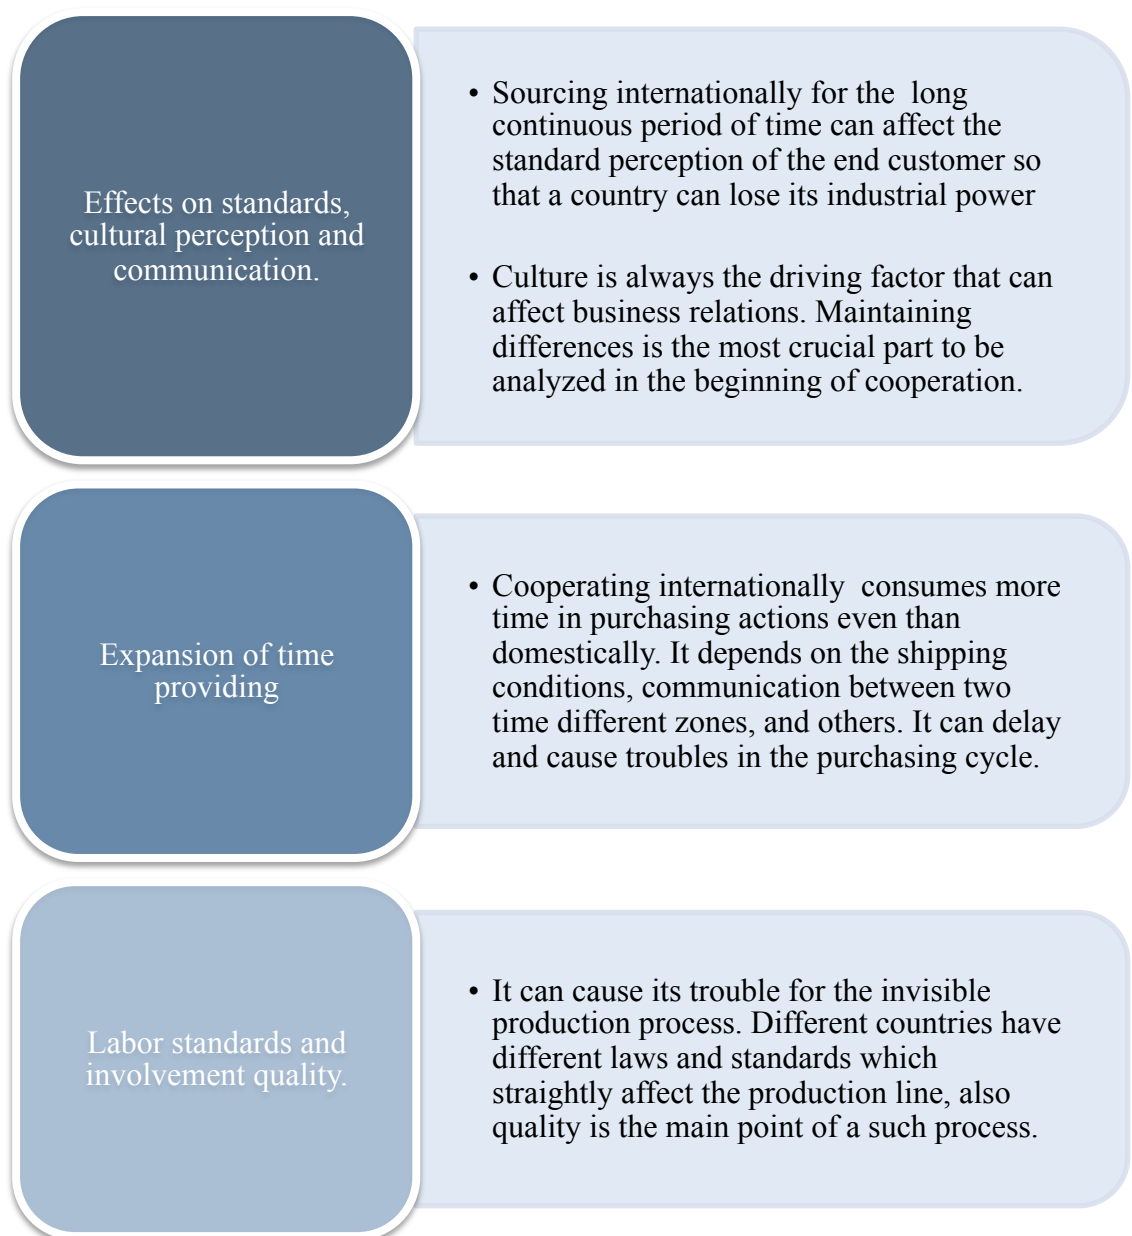 Effects on standards,
cultural perception and
communication.
• Sourcing internationally for the  long
continuous period of time can affect the
standard perception of the end customer so
that a country can lose its industrial power
• Culture is always the driving factor that can
affect business relations. Maintaining
differences is the most crucial part to be
analyzed in the beginning of cooperation.
Expansion of time
providing
• Cooperating internationally  consumes more
time in purchasing actions even than
domestically. It depends on the shipping
conditions, communication between two
time different zones, and others. It can delay
and cause troubles in the purchasing cycle.
Labor standards and
involvement quality.
• It can cause its trouble for the invisible
production process. Different countries have
different laws and standards which
straightly affect the production line, also
quality is the main point of a such process.